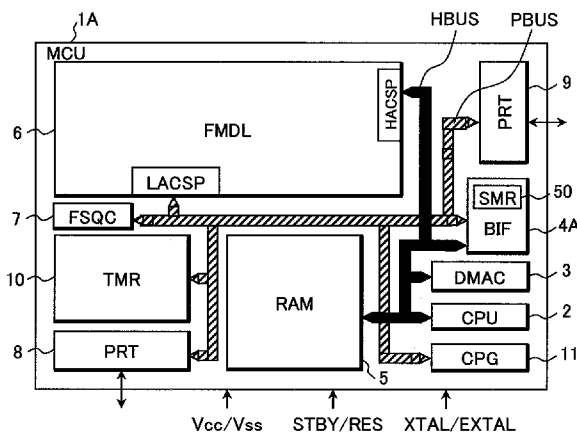 1A
HBUS
PBUS
MCU
9
6
FMDL
HACSP
PRT
LACSP
SMR
50
7
FSQC
BIF
4A
10
TMR
RAM
DMAC
3
CPU
2
8
PRT
5
CPG
11
Vcc/Vss
STBY/RES
XTAL/EXTAL